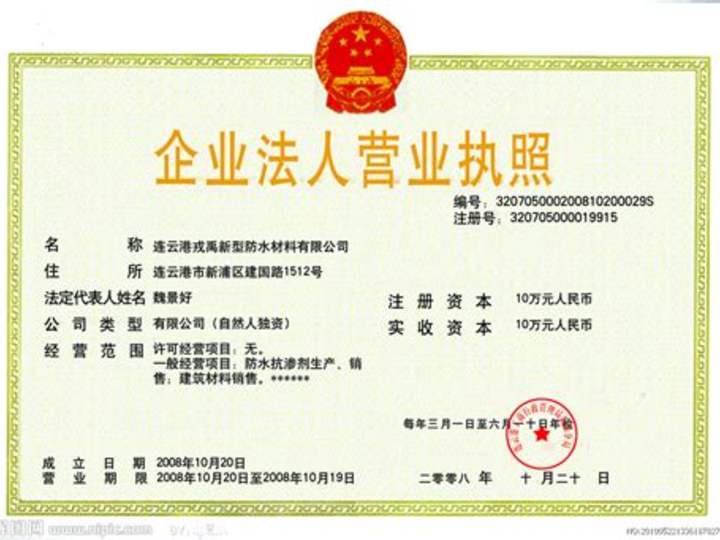 企业法人营业执照
编号：320705000200810200029S
注册号：320705000019915
名 称 连云港戎禹新型防水材料有限公司
住 所 连云港市新浦区建国路1512号
法定代表人姓名 魏景好
注册资本 10万元人民币
公司类型 有限公司（自然人独资）
实收资本 10万元人民币
经营范围 许可经营项目：无。
一般经营项目：防水抗渗剂生产、销
售；建筑材料销售。******
每年三月一日至六月一十日年检
成立日期 2008年10月20日
营业期限 2008年10月20日至2008年10月19日
二零零八 年 十 月二十 日
www.nipic.com